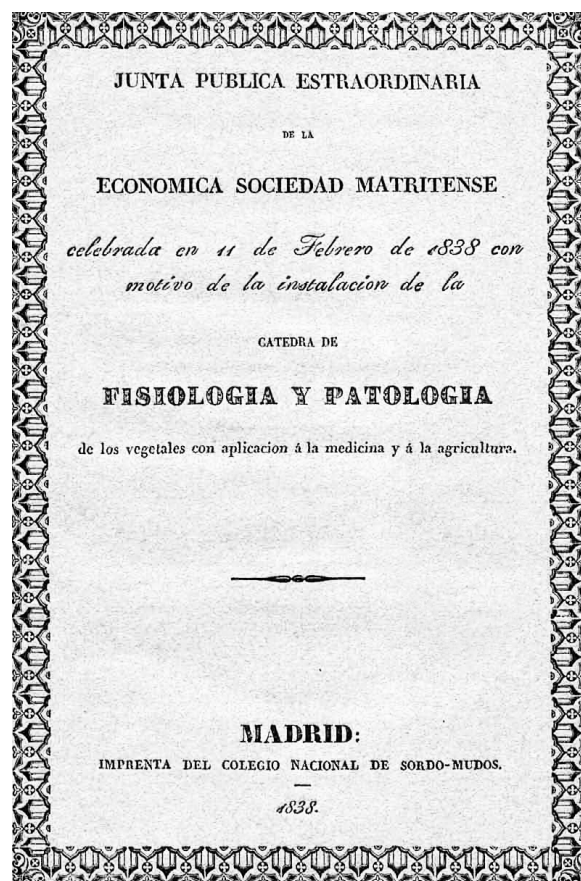 JUNTA PUBLICA ESTRAORDINARIA
DE LA
ECONOMICA SOCIEDAD MATRITENSE
celebrada en 11 de Febrero de 1838 con
motivo de la instalacion de la
CATEDRA DE
FISIOLOGIA Y PATOLOGIA
de los vegetales con aplicacion á la medicina y á la agricultura.
MADRID:
IMPRENTA DEL COLEGIO NACIONAL DE SORDO-MUDOS.
1838.